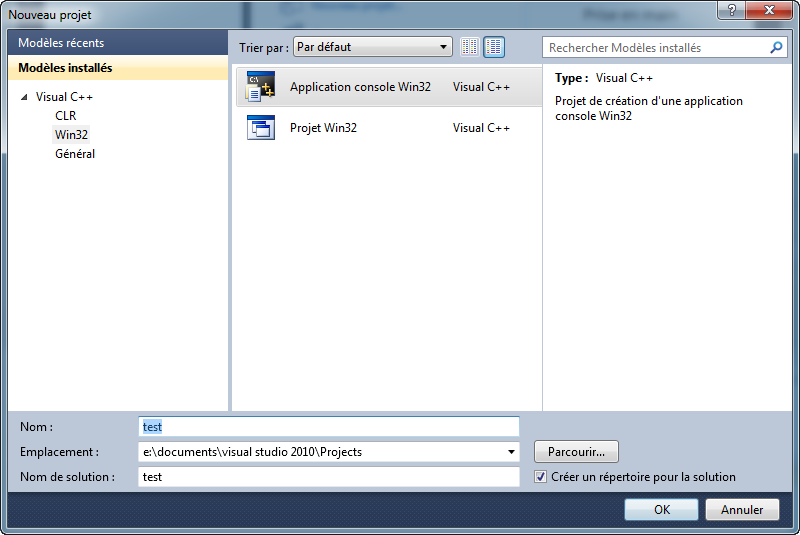 Nouveau projet
Modèles récents
Modèles installés
Visual C++
CLR
Win32
Général
Trier par : Par défaut
Rechercher Modèles installés
Application console Win32 Visual C++
Projet Win32 Visual C++
Type : Visual C++
Projet de création d'une application
console Win32
Nom : test
Emplacement : e:\documents\visual studio 2010\Projects
Parcourir...
Nom de solution : test
Créer un répertoire pour la solution
OK Annuler